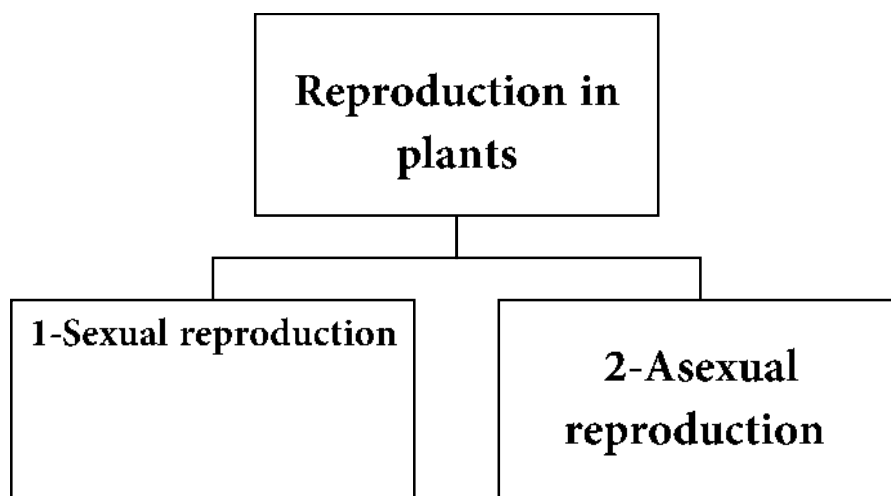 Reproduction in
plants
1-Sexual reproduction
2-Asexual
reproduction